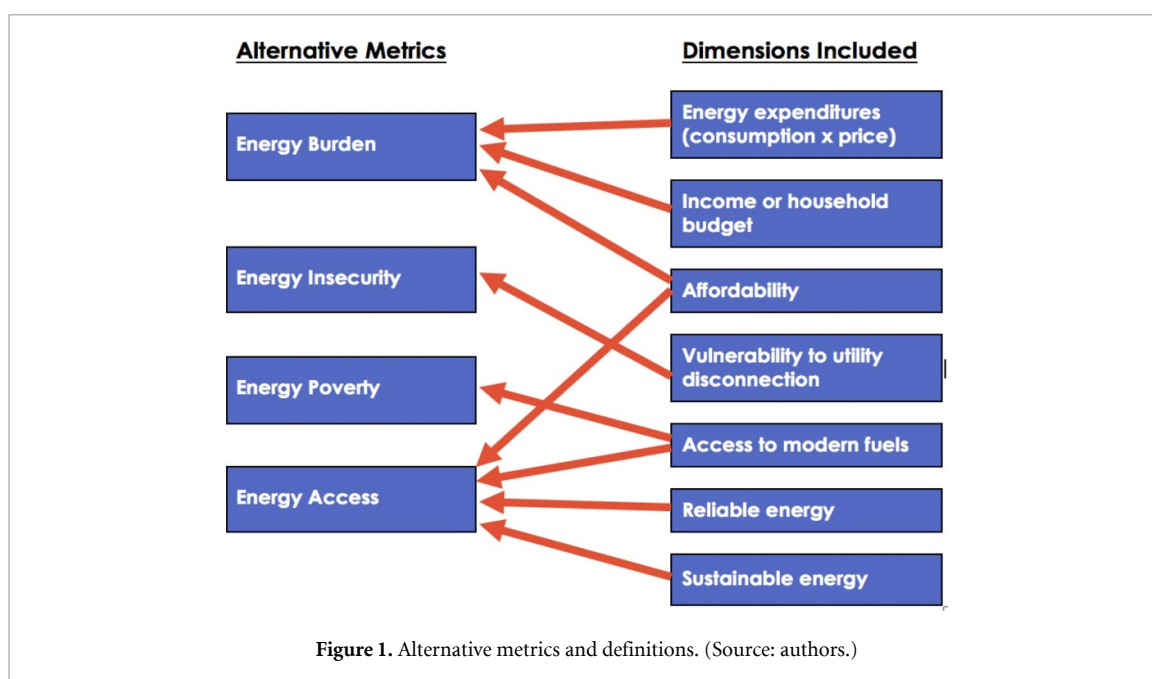 Alternative Metrics
Energy Burden
Energy Insecurity
Energy Poverty
Energy Access
Dimensions Included
Energy expenditures
(consumption x price)
Income or household
budget
Affordability
Vulnerability to utility
disconnection
Access to modern fuels
Reliable energy
Sustainable energy
Figure 1. Alternative metrics and definitions. (Source: authors.)